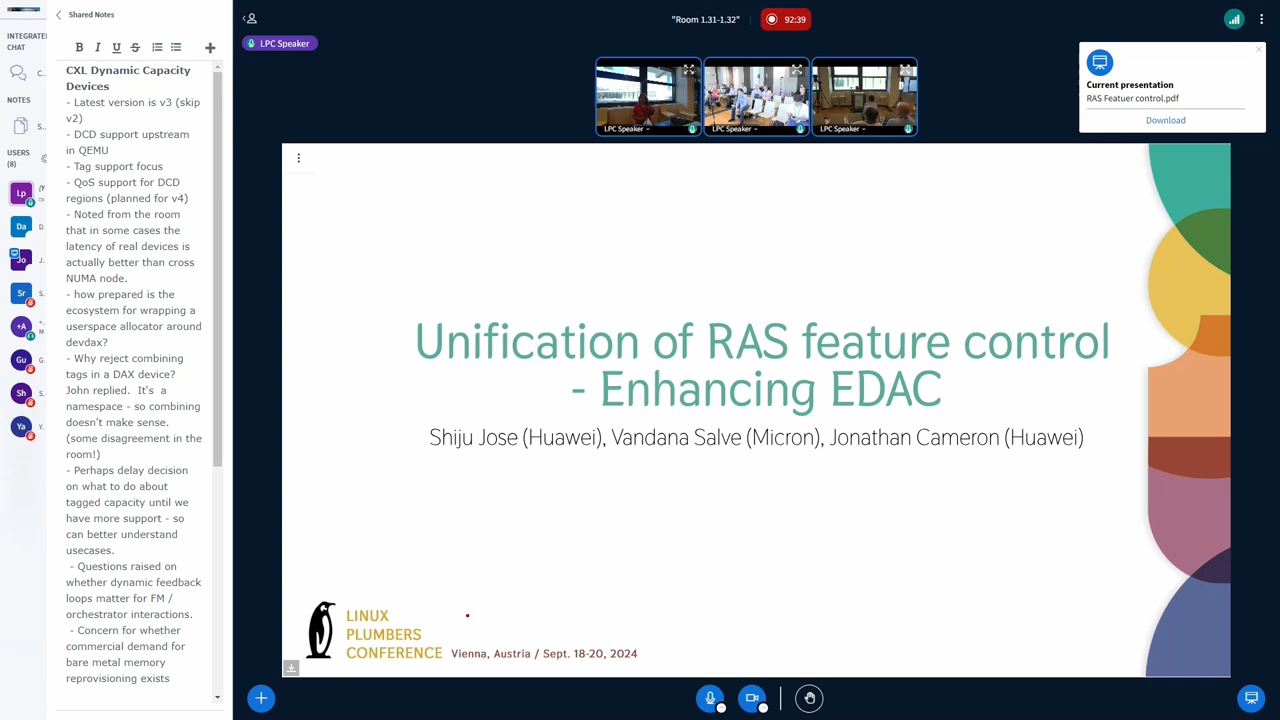 INTEGRATE
CHAT
C..
NOTES
S..
USERS
(8)
Lp
(M
Da
D.
Jo
J.
Sr
S.
+A
+.
M
Gu
G.
Sh
S.
Ya
Y.
Shared Notes
B I U S
CXL Dynamic Capacity
Devices
- Latest version is v3 (skip
v2)
- DCD support upstream
in QEMU
- Tag support focus
- QoS support for DCD
regions (planned for v4)
- Noted from the room
that in some cases the
latency of real devices is
actually better than cross
NUMA node.
- how prepared is the
ecosystem for wrapping a
userspace allocator around
devdax?
- Why reject combining
tags in a DAX device?
John replied. It's a
namespace - so combining
doesn't make sense.
(some disagreement in the
room!)
- Perhaps delay decision
on what to do about
tagged capacity until we
have more support - so
can better understand
usecases.
- Questions raised on
whether dynamic feedback
loops matter for FM /
orchestrator interactions.
- Concern for whether
commercial demand for
bare metal memory
reprovisioning exists
"Room 1.31-1.32"
92:39
LPC Speaker
LPC Speaker
LPC Speaker
LPC Speaker
Current presentation
RAS Featuer control.pdf
Download
Unification of RAS feature control
- Enhancing EDAC
Shiju Jose (Huawei), Vandana Salve (Micron), Jonathan Cameron (Huawei)
LINUX
PLUMBERS
CONFERENCE
Vienna, Austria / Sept. 18-20, 2024